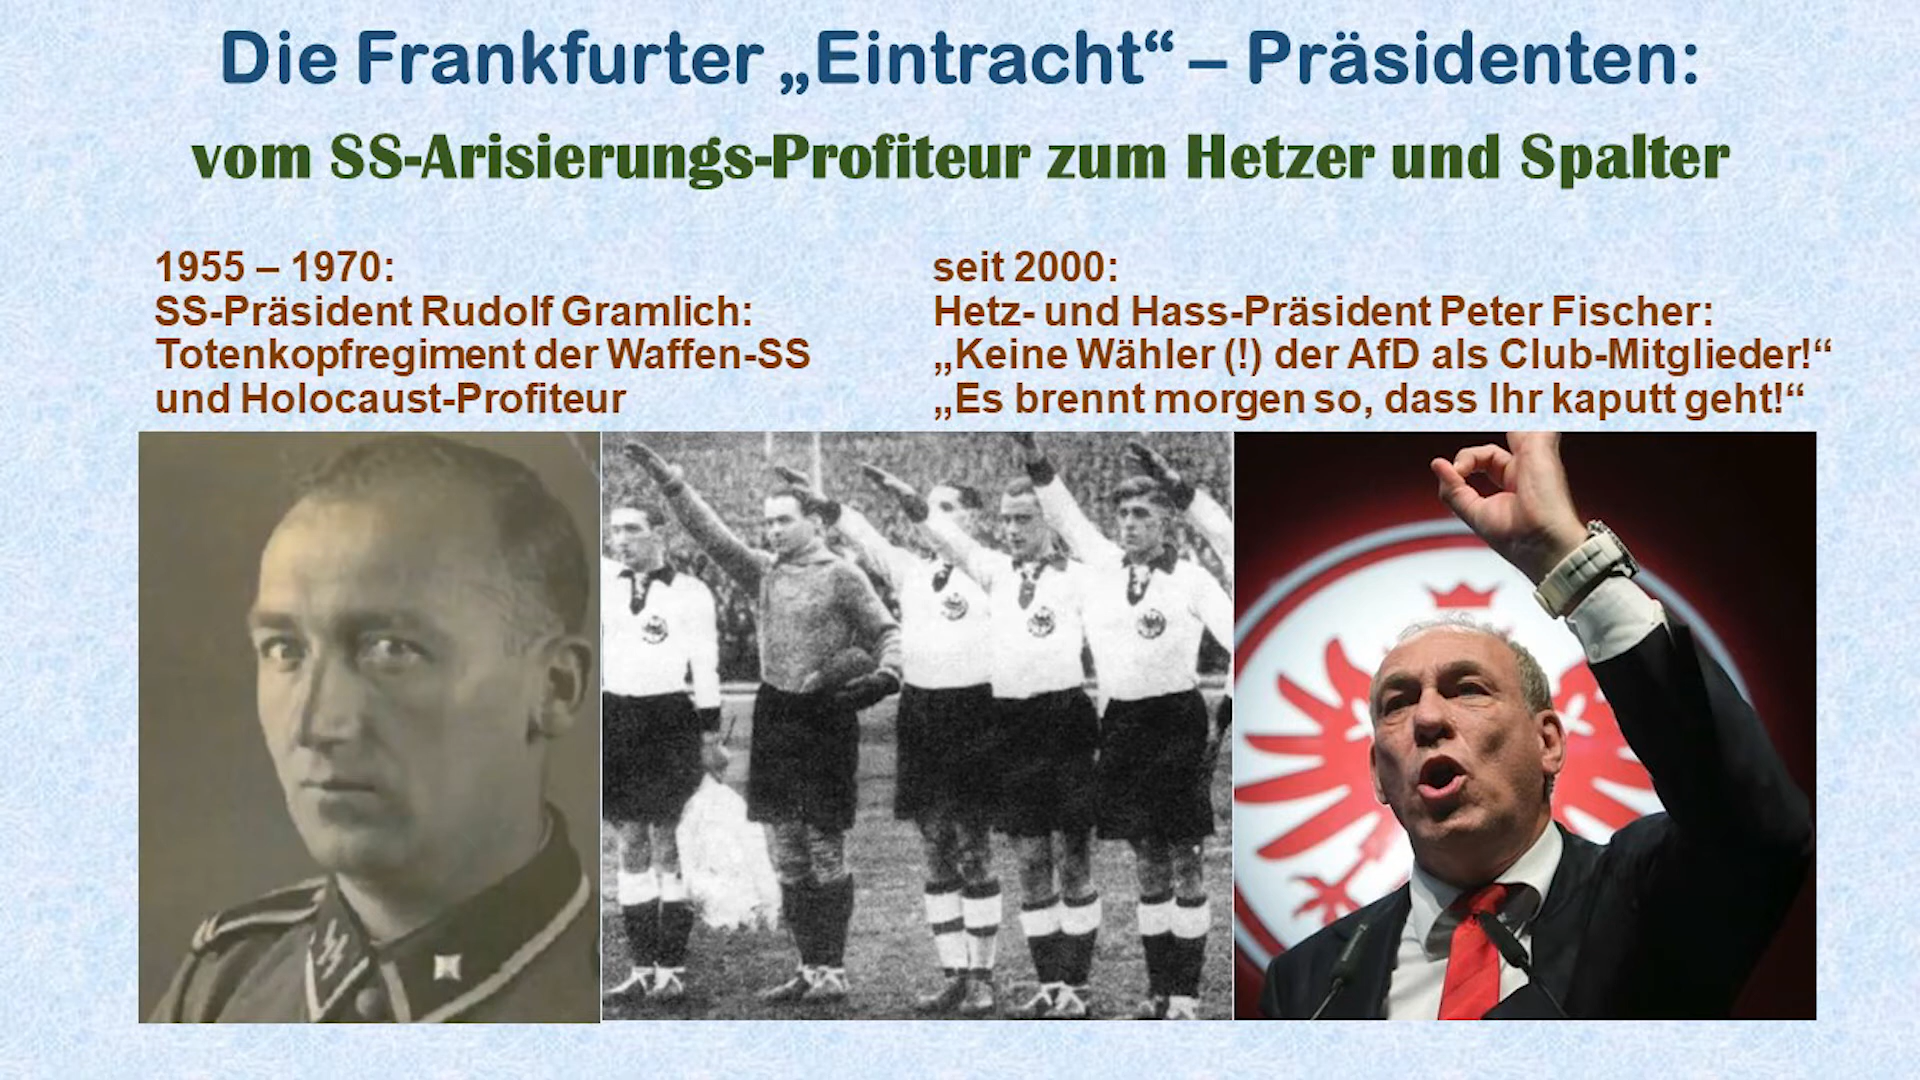 Die Frankfurter „Eintracht“ – Präsidenten:
vom SS-Arisierungs-Profiteur zum Hetzer und Spalter
1955 – 1970:
SS-Präsident Rudolf Gramlich:
Totenkopfregiment der Waffen-SS
und Holocaust-Profiteur
seit 2000:
Hetz- und Hass-Präsident Peter Fischer:
„Keine Wähler (!) der AfD als Club-Mitglieder!“
„Es brennt morgen so, dass Ihr kaputt geht!“